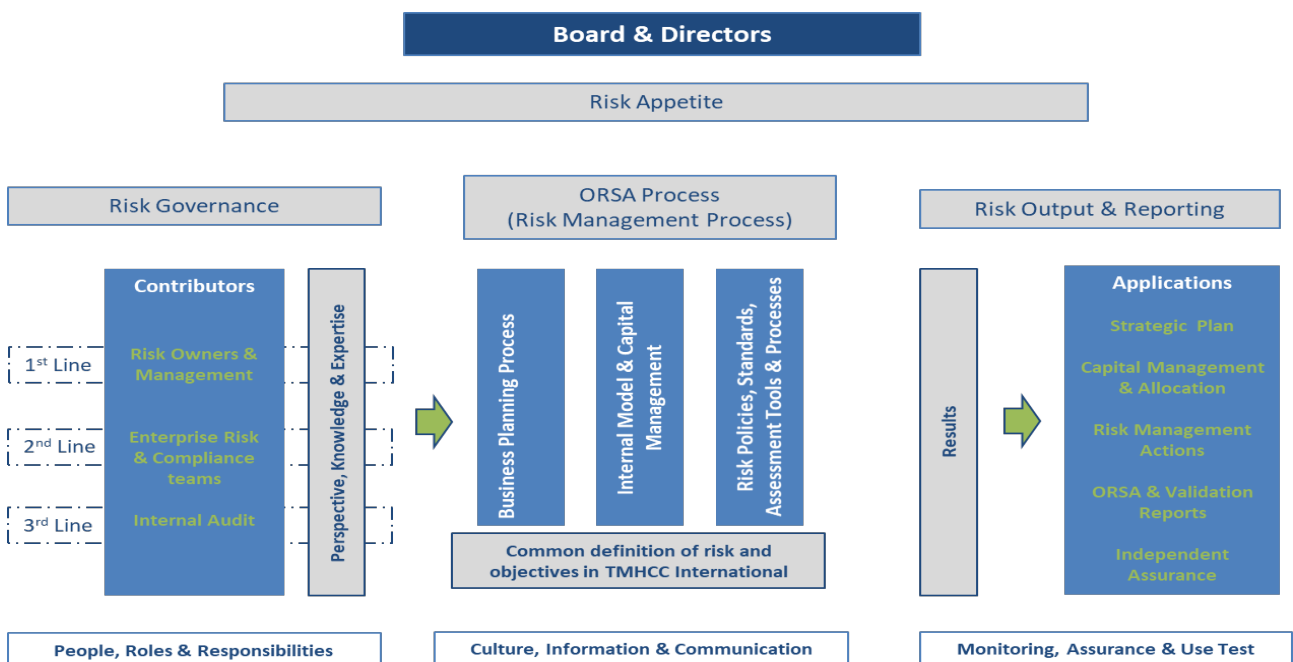 Board & Directors
Risk Appetite
Risk Governance
ORSA Process
(Risk Management Process)
Risk Output & Reporting
Contributors
1st Line
Risk Owners &
Management
2nd Line
Enterprise Risk
& Compliance
teams
3rd Line
Internal Audit
Perspective, Knowledge & Expertise
Business Planning Process
Internal Model & Capital
Management
Risk Policies, Standards,
Assessment Tools & Processes
Common definition of risk and
objectives in TMHCC International
Results
Applications
Strategic Plan
Capital Management
& Allocation
Risk Management
Actions
ORSA & Validation
Reports
Independent
Assurance
People, Roles & Responsibilities
Culture, Information & Communication
Monitoring, Assurance & Use Test